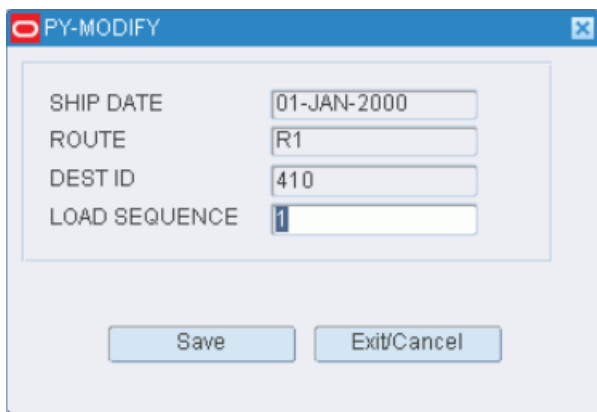 PY-MODIFY
SHIP DATE 01-JAN-2000
ROUTE R1
DEST ID 410
LOAD SEQUENCE 1
Save Exit/Cancel